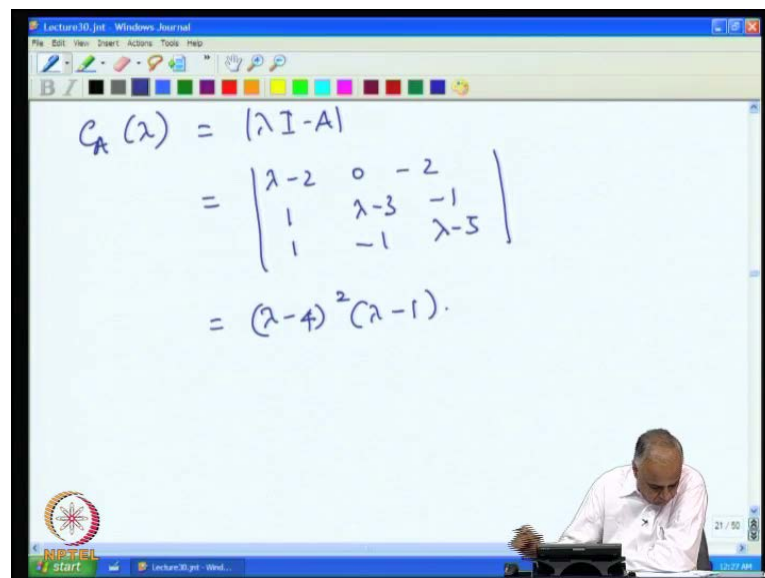 Lecture30.jnt - Windows Journal
File Edit View Insert Actions Tools Help
B I
C_A (λ) = |λI-A|
= | λ-2 0 -2
1 λ-3 -1
1 -1 λ-5 |
= (λ-4)² (λ-1).
21 / 50
NPTEL
start Lecture30.jnt - Wind... 12:27 AM